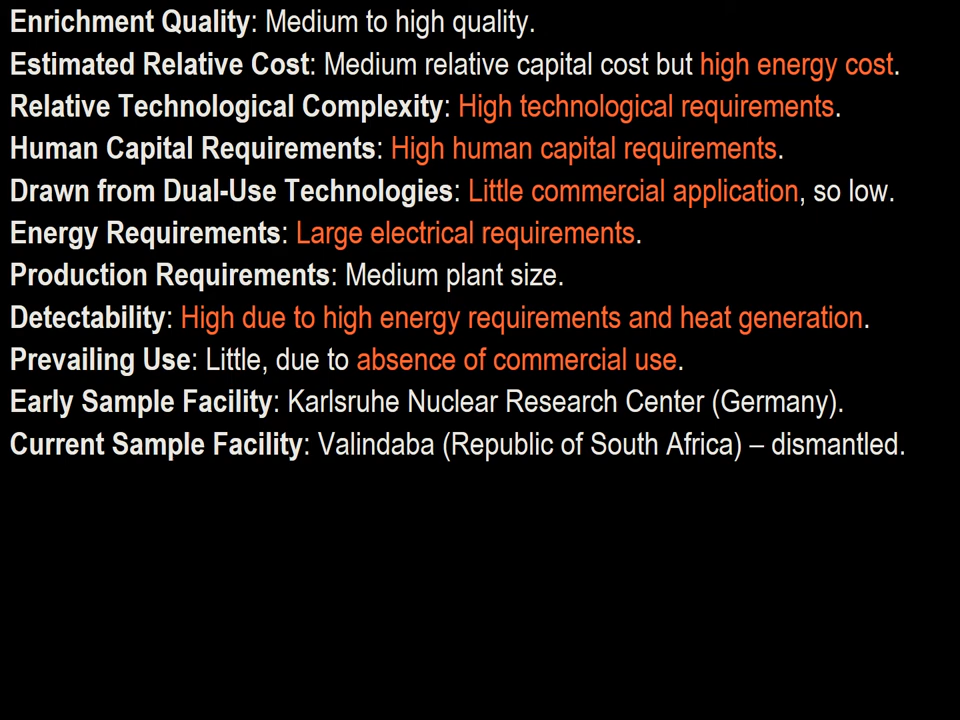 Enrichment Quality: Medium to high quality.
Estimated Relative Cost: Medium relative capital cost but high energy cost.
Relative Technological Complexity: High technological requirements.
Human Capital Requirements: High human capital requirements.
Drawn from Dual-Use Technologies: Little commercial application, so low.
Energy Requirements: Large electrical requirements.
Production Requirements: Medium plant size.
Detectability: High due to high energy requirements and heat generation.
Prevailing Use: Little, due to absence of commercial use.
Early Sample Facility: Karlsruhe Nuclear Research Center (Germany).
Current Sample Facility: Valindaba (Republic of South Africa) – dismantled.